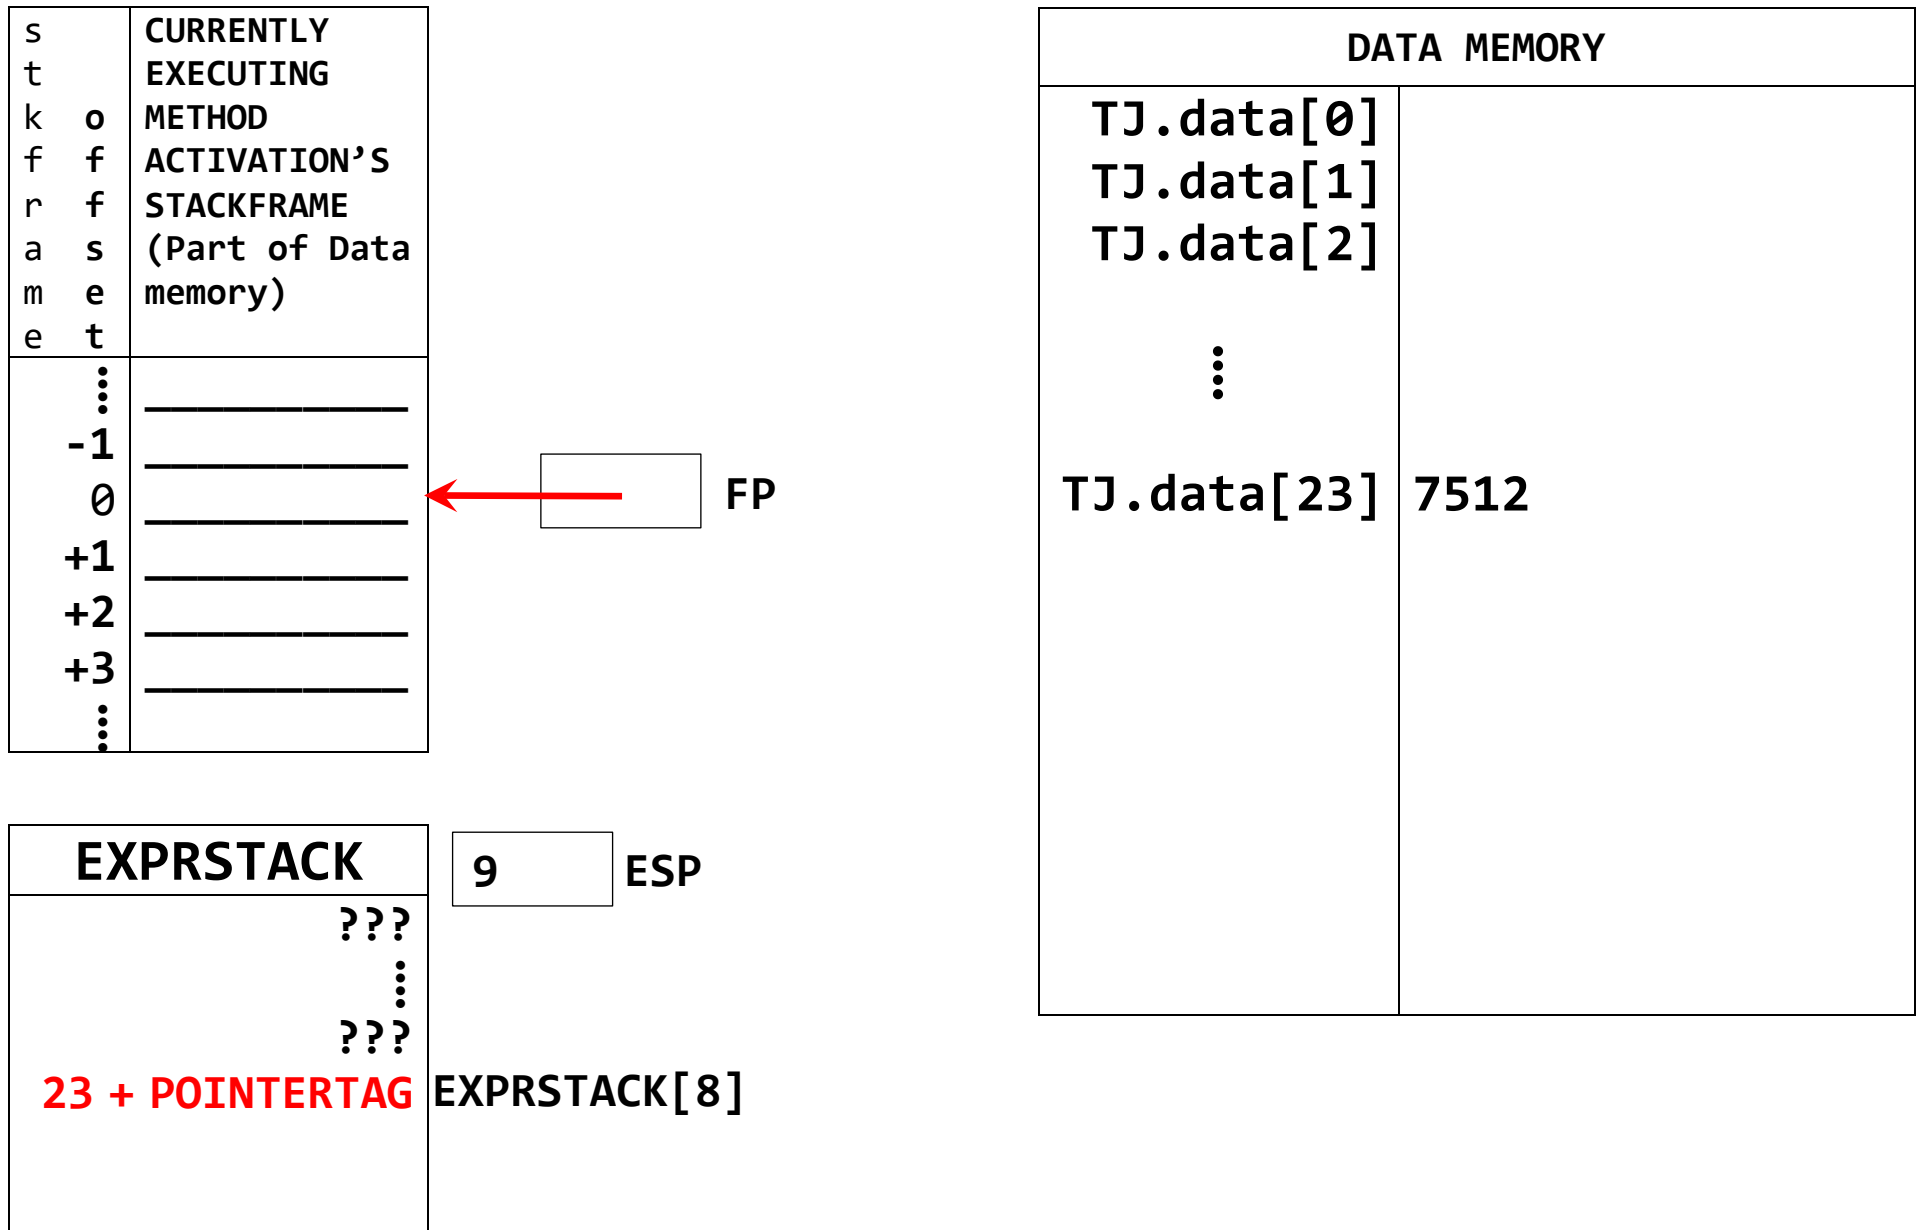 s CURRENTLY
t EXECUTING
k o METHOD
f f ACTIVATION’S
r f STACKFRAME
a s (Part of Data
m e memory)
e t
-1
0
+1
+2
+3
FP
DATA MEMORY
TJ.data[0]
TJ.data[1]
TJ.data[2]
TJ.data[23] 7512
EXPRSTACK
9 ESP
???
???
23 + POINTERTAG EXPRSTACK[8]